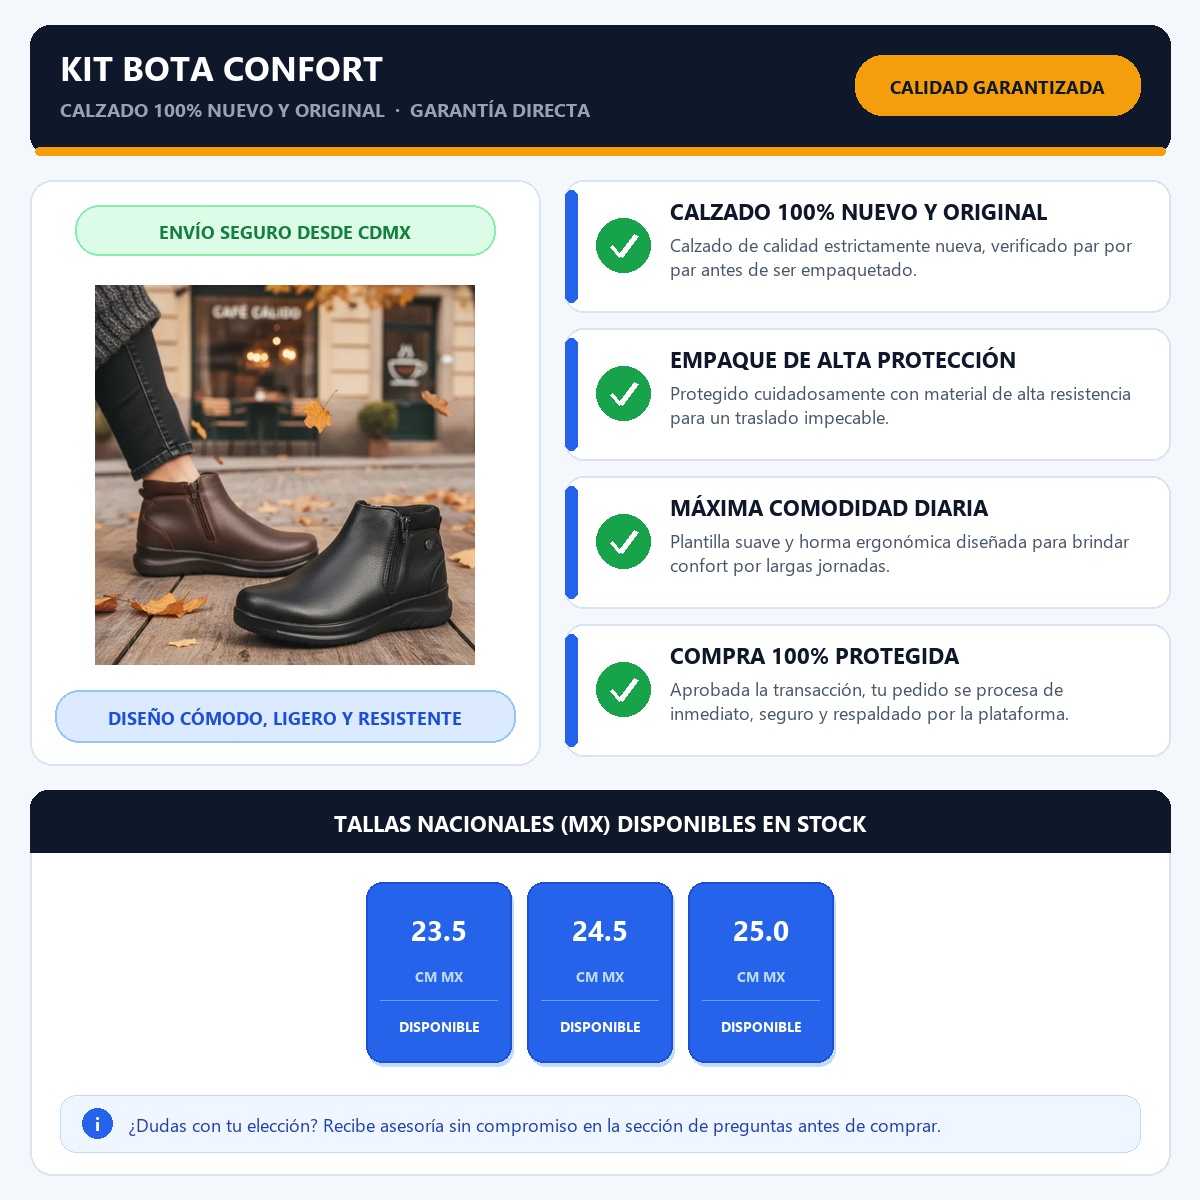 KIT BOTA CONFORT
CALZADO 100% NUEVO Y ORIGINAL · GARANTÍA DIRECTA
CALIDAD GARANTIZADA
ENVÍO SEGURO DESDE CDMX
CAFÉ CÁLIDO
DISEÑO CÓMODO, LIGERO Y RESISTENTE
CALZADO 100% NUEVO Y ORIGINAL
Calzado de calidad estrictamente nueva, verificado par por
par antes de ser empaquetado.
EMPAQUE DE ALTA PROTECCIÓN
Protegido cuidadosamente con material de alta resistencia
para un traslado impecable.
MÁXIMA COMODIDAD DIARIA
Plantilla suave y horma ergonómica diseñada para brindar
confort por largas jornadas.
COMPRA 100% PROTEGIDA
Aprobada la transacción, tu pedido se procesa de
inmediato, seguro y respaldado por la plataforma.
TALLAS NACIONALES (MX) DISPONIBLES EN STOCK
23.5
CM MX
DISPONIBLE
24.5
CM MX
DISPONIBLE
25.0
CM MX
DISPONIBLE
¿Dudas con tu elección? Recibe asesoría sin compromiso en la sección de preguntas antes de comprar.